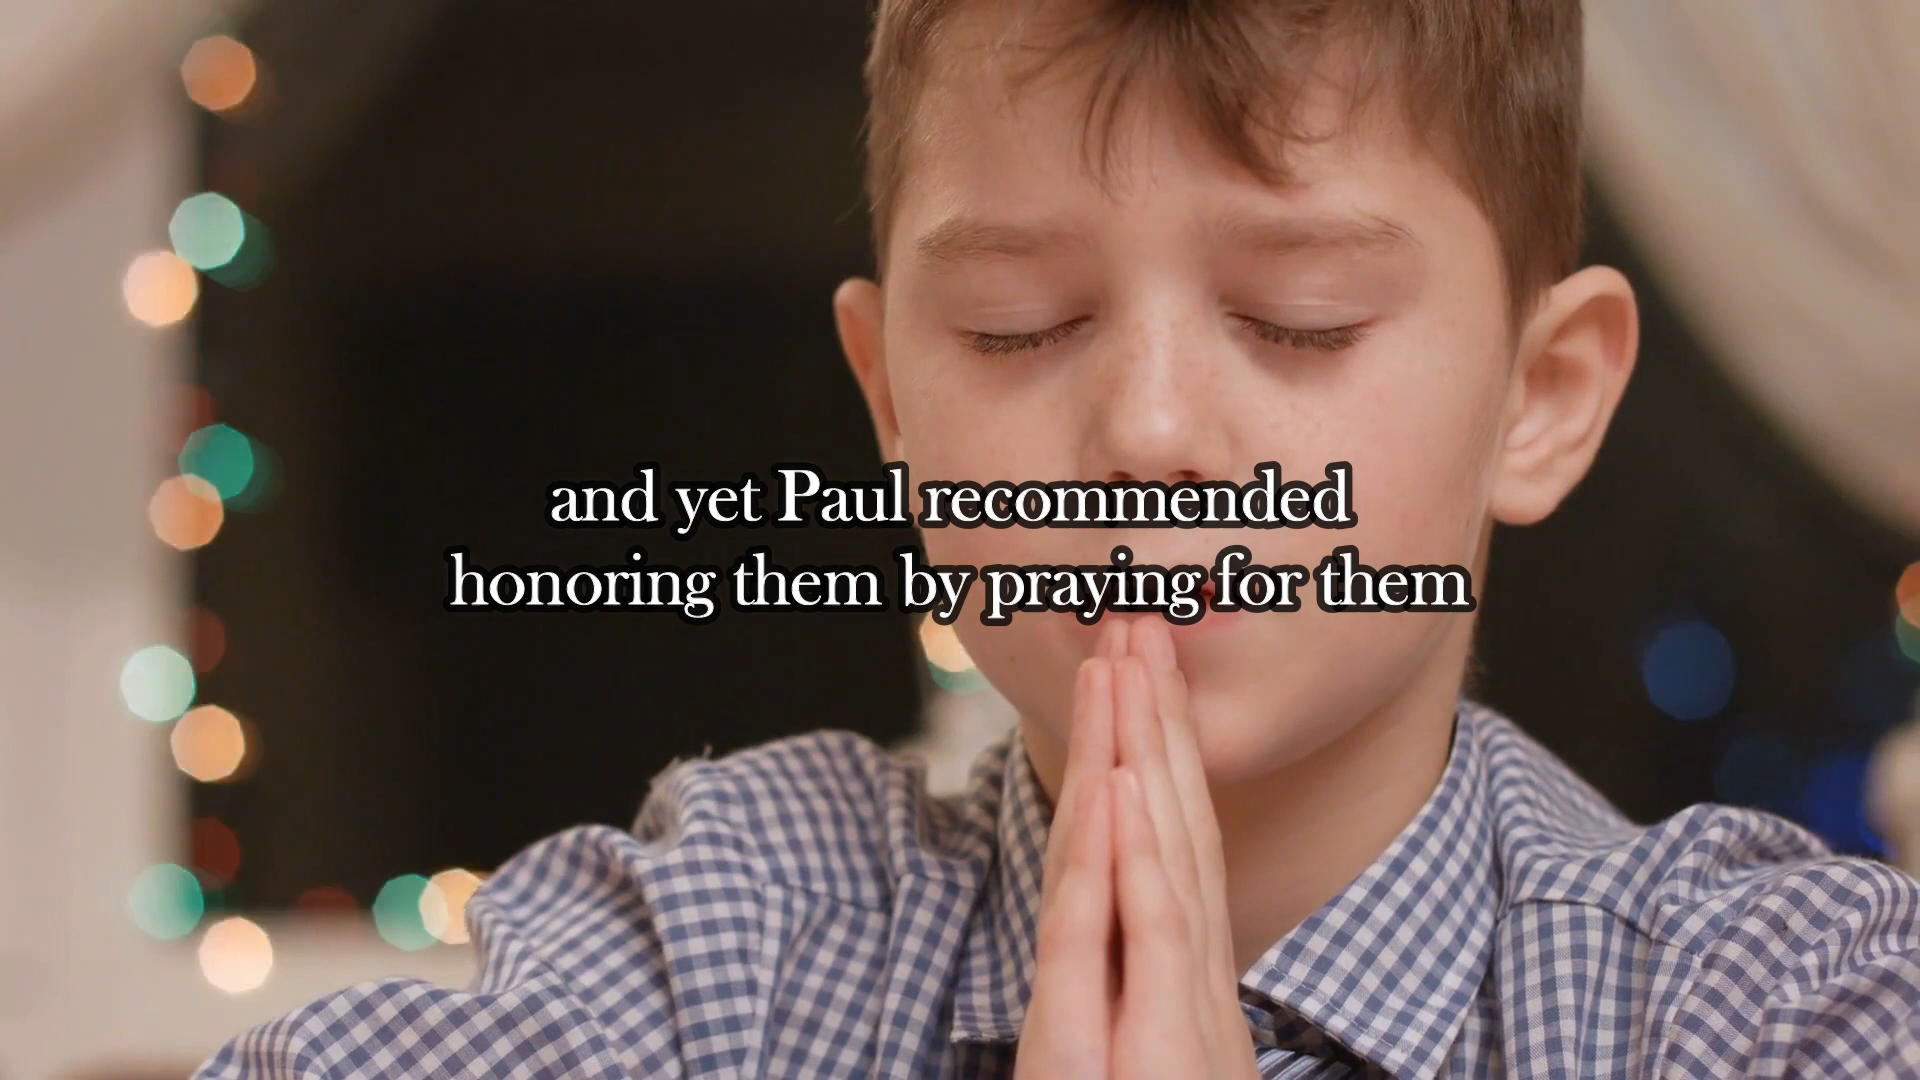 and yet Paul recommended
honoring them by praying for them